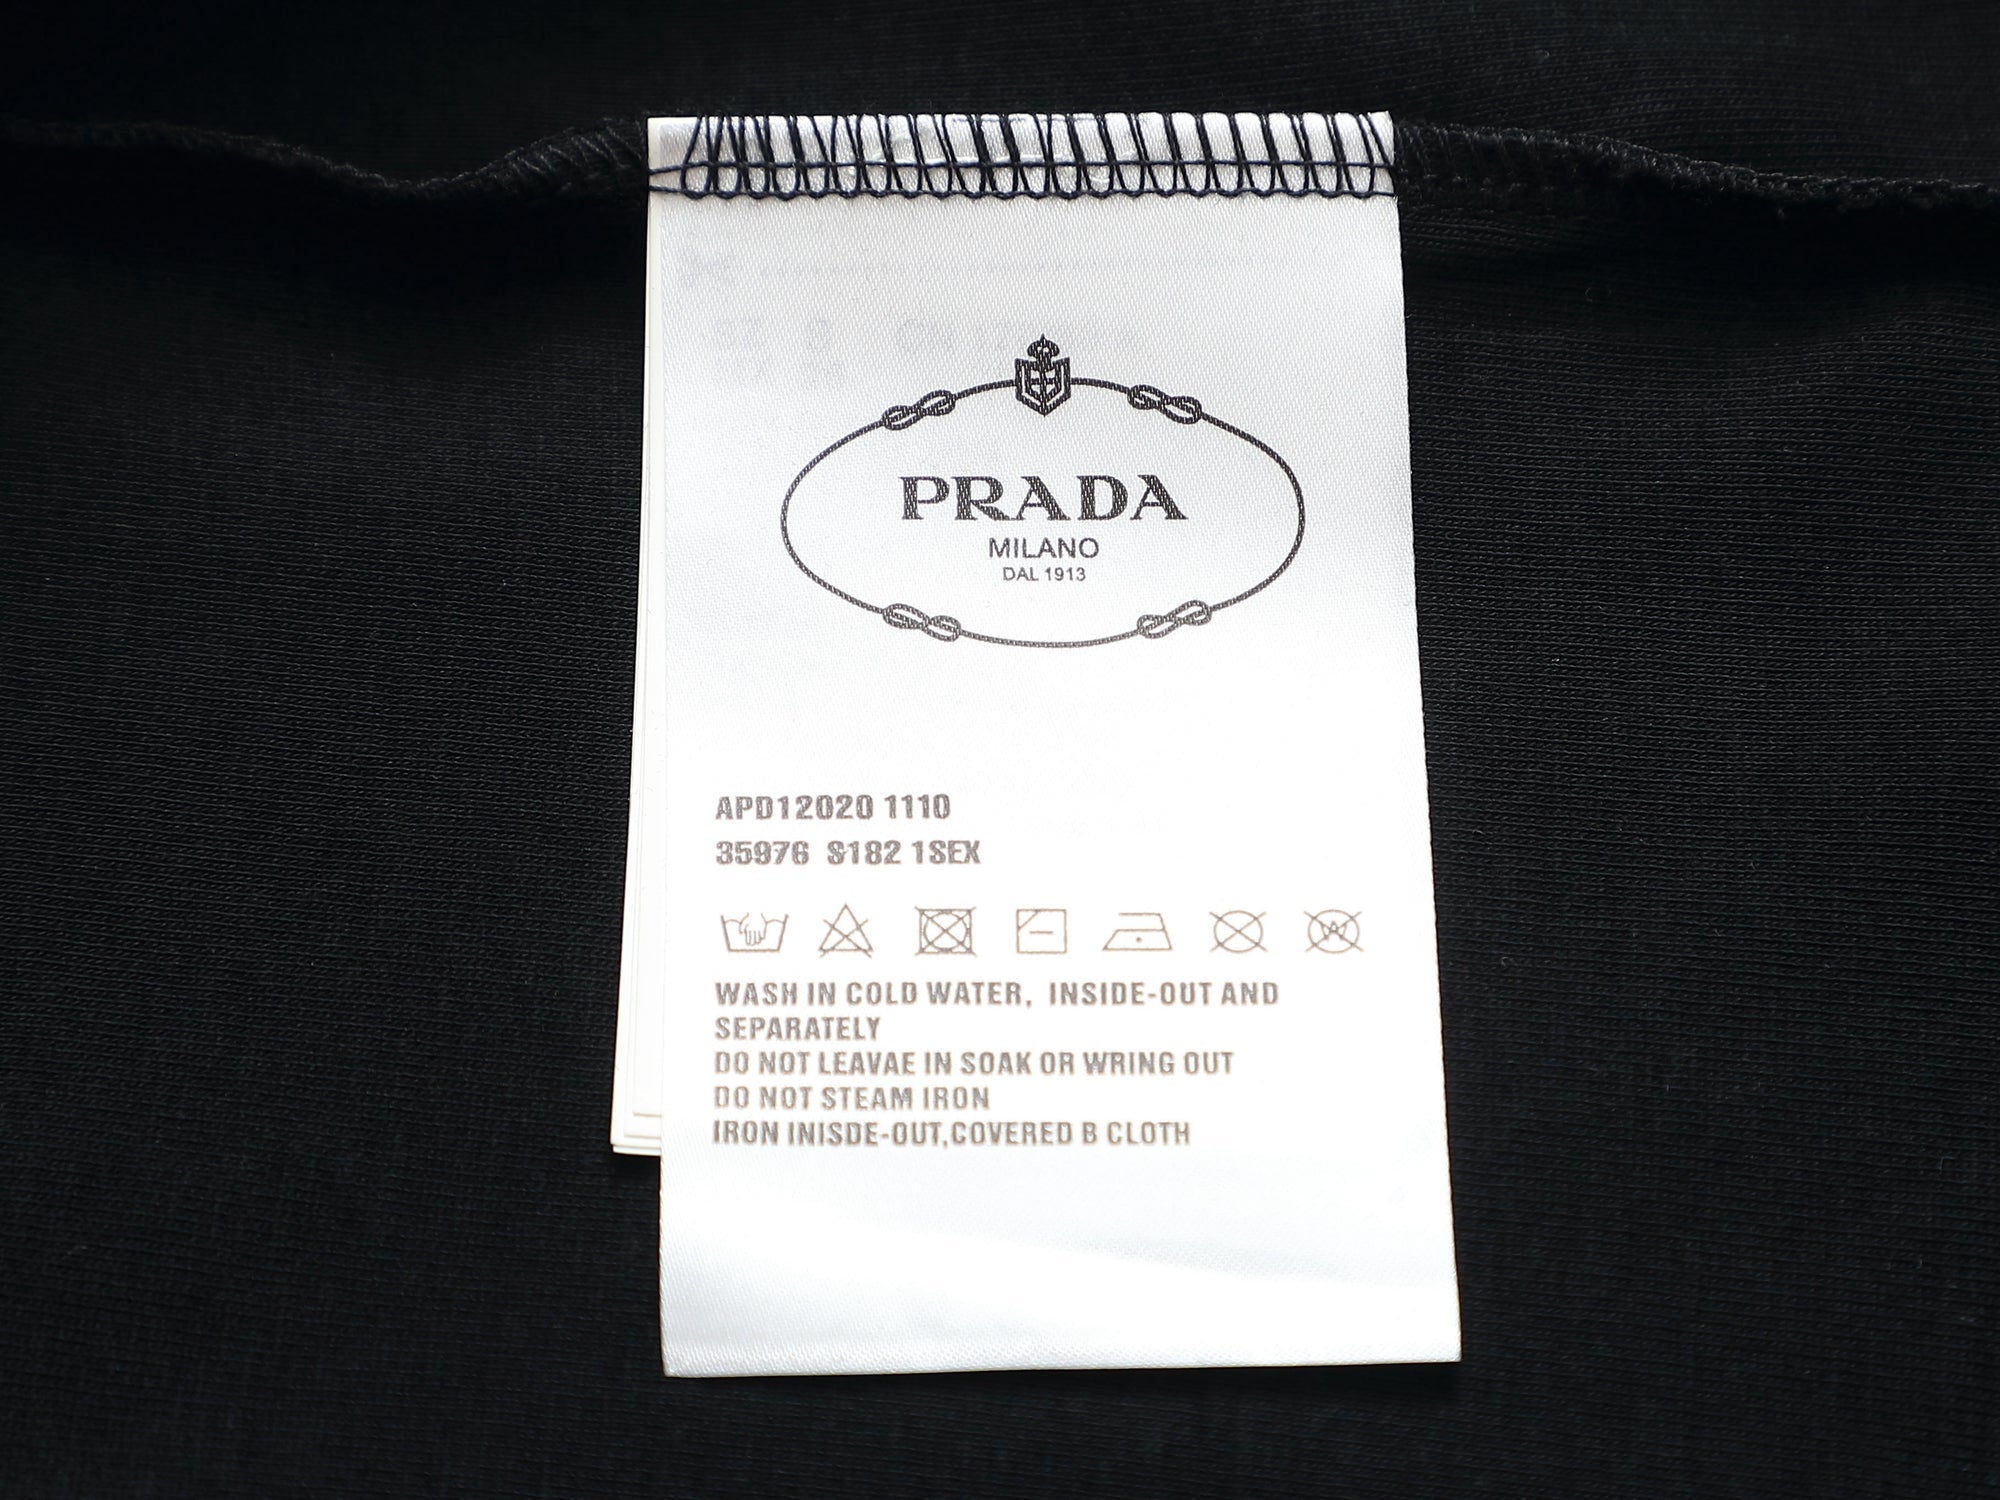 PRADA
MILANO
DAL 1913
APD12020 1110
35976 S182 1SEX
WASH IN COLD WATER, INSIDE-OUT AND
SEPARATELY
DO NOT LEAVAE IN SOAK OR WRING OUT
DO NOT STEAM IRON
IRON INISDE-OUT,COVERED B CLOTH